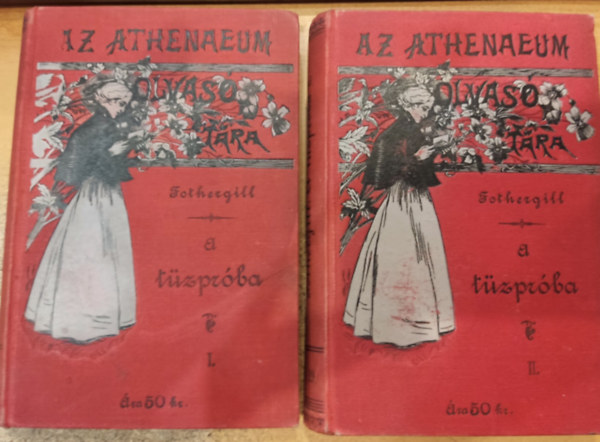 AZ ATHENAEUM
OLVASÓ
TÁRA
Fothergill
a
tűzpróba
I.
Ára 50 kr.
AZ ATHENAEUM
OLVASÓ
TÁRA
Fothergill
a
tűzpróba
II.
Ára 50 kr.